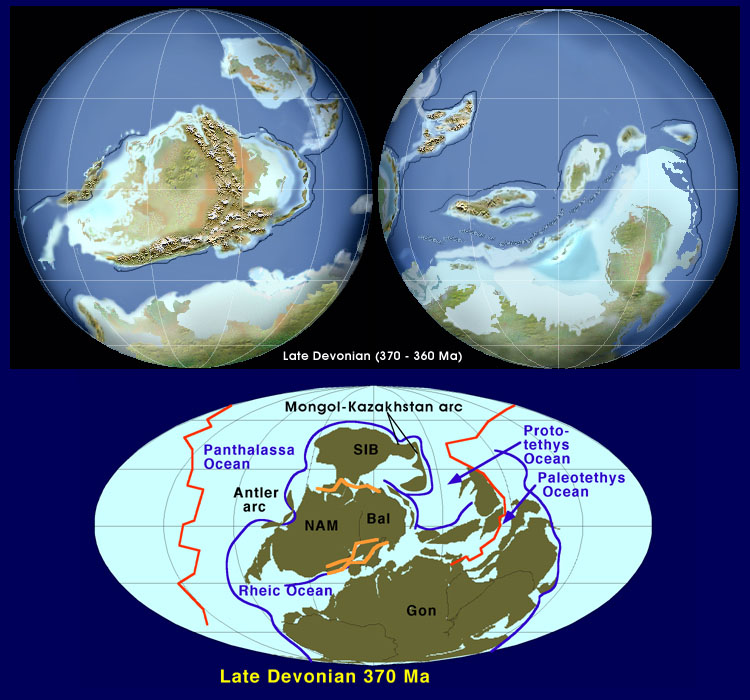 Late Devonian (370 - 360 Ma)
Mongol-Kazakhstan arc
SIB
Proto-
tethys
Ocean
Panthalassa
Ocean
Paleotethys
Ocean
Antler
arc
NAM
Bal
Rheic Ocean
Gon
Late Devonian 370 Ma